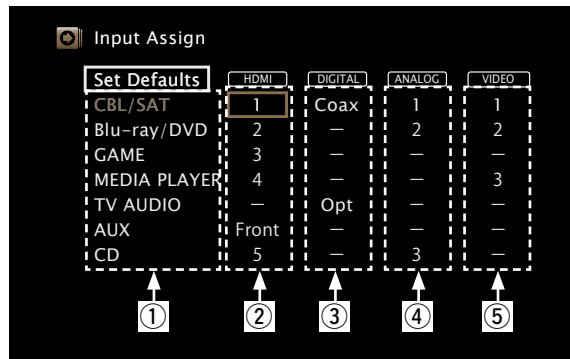 Input Assign
Set Defaults HDMI DIGITAL ANALOG VIDEO
CBL/SAT 1 Coax 1 1
Blu-ray/DVD 2 — 2 2
GAME 3 — — —
MEDIA PLAYER 4 — — 3
TV AUDIO — Opt — —
AUX Front — — —
CD 5 — 3 —
① ② ③ ④ ⑤